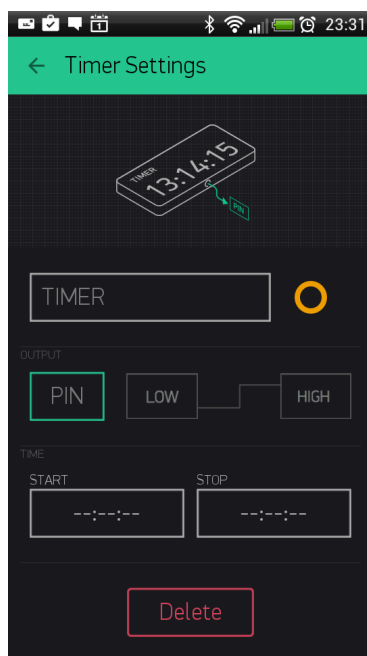 23:31
Timer Settings
TIMER
13:14:15
PIN
TIMER
OUTPUT
PIN LOW HIGH
TIME
START STOP
--:--:-- --:--:--
Delete